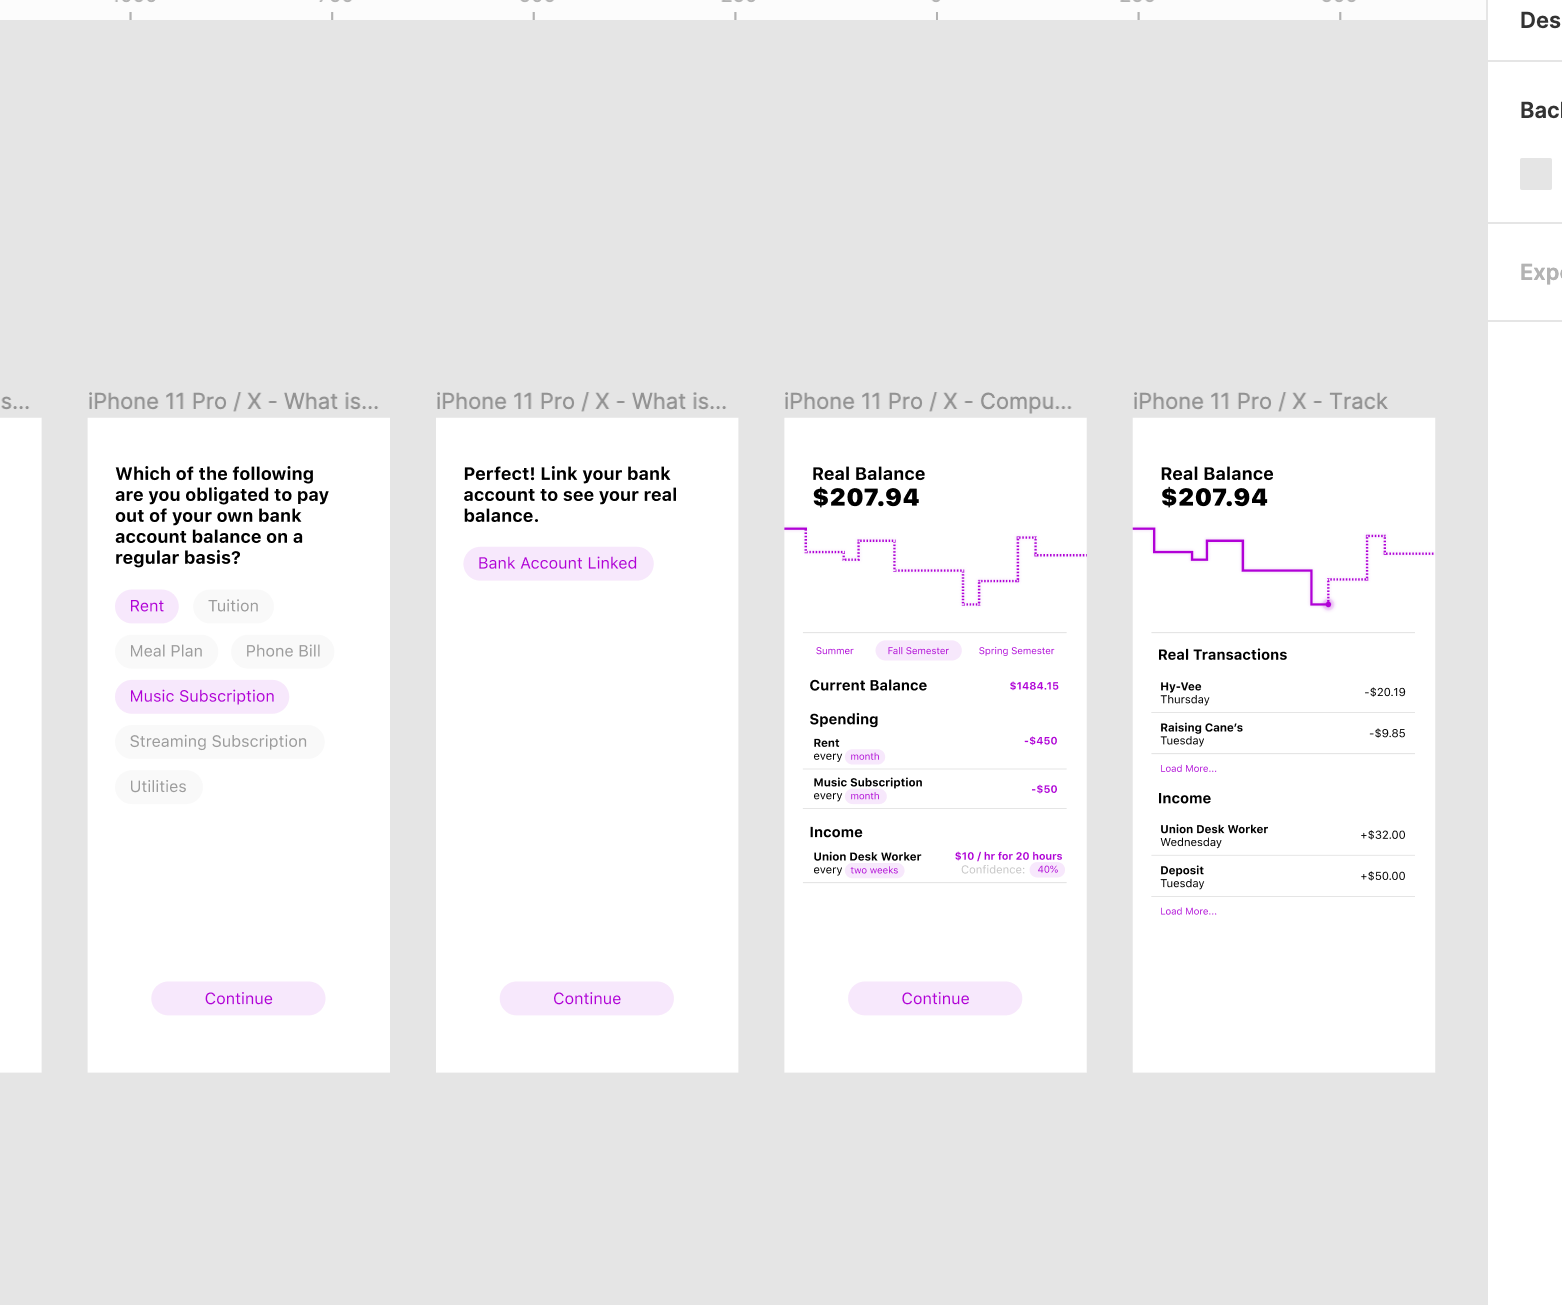 Des
Back
Expo
s...
iPhone 11 Pro / X - What is...
Which of the following
are you obligated to pay
out of your own bank
account balance on a
regular basis?
Rent
Tuition
Meal Plan
Phone Bill
Music Subscription
Streaming Subscription
Utilities
Continue
iPhone 11 Pro / X - What is...
Perfect! Link your bank
account to see your real
balance.
Bank Account Linked
Continue
iPhone 11 Pro / X - Compu...
Real Balance
$207.94
Summer
Fall Semester
Spring Semester
Current Balance
$1484.15
Spending
Rent
-$450
every month
Music Subscription
-$50
every month
Income
Union Desk Worker
$10 / hr for 20 hours
every two weeks
Confidence: 40%
Continue
iPhone 11 Pro / X - Track
Real Balance
$207.94
Real Transactions
Hy-Vee
Thursday
-$20.19
Raising Cane's
Tuesday
-$9.85
Load More...
Income
Union Desk Worker
Wednesday
+$32.00
Deposit
Tuesday
+$50.00
Load More...